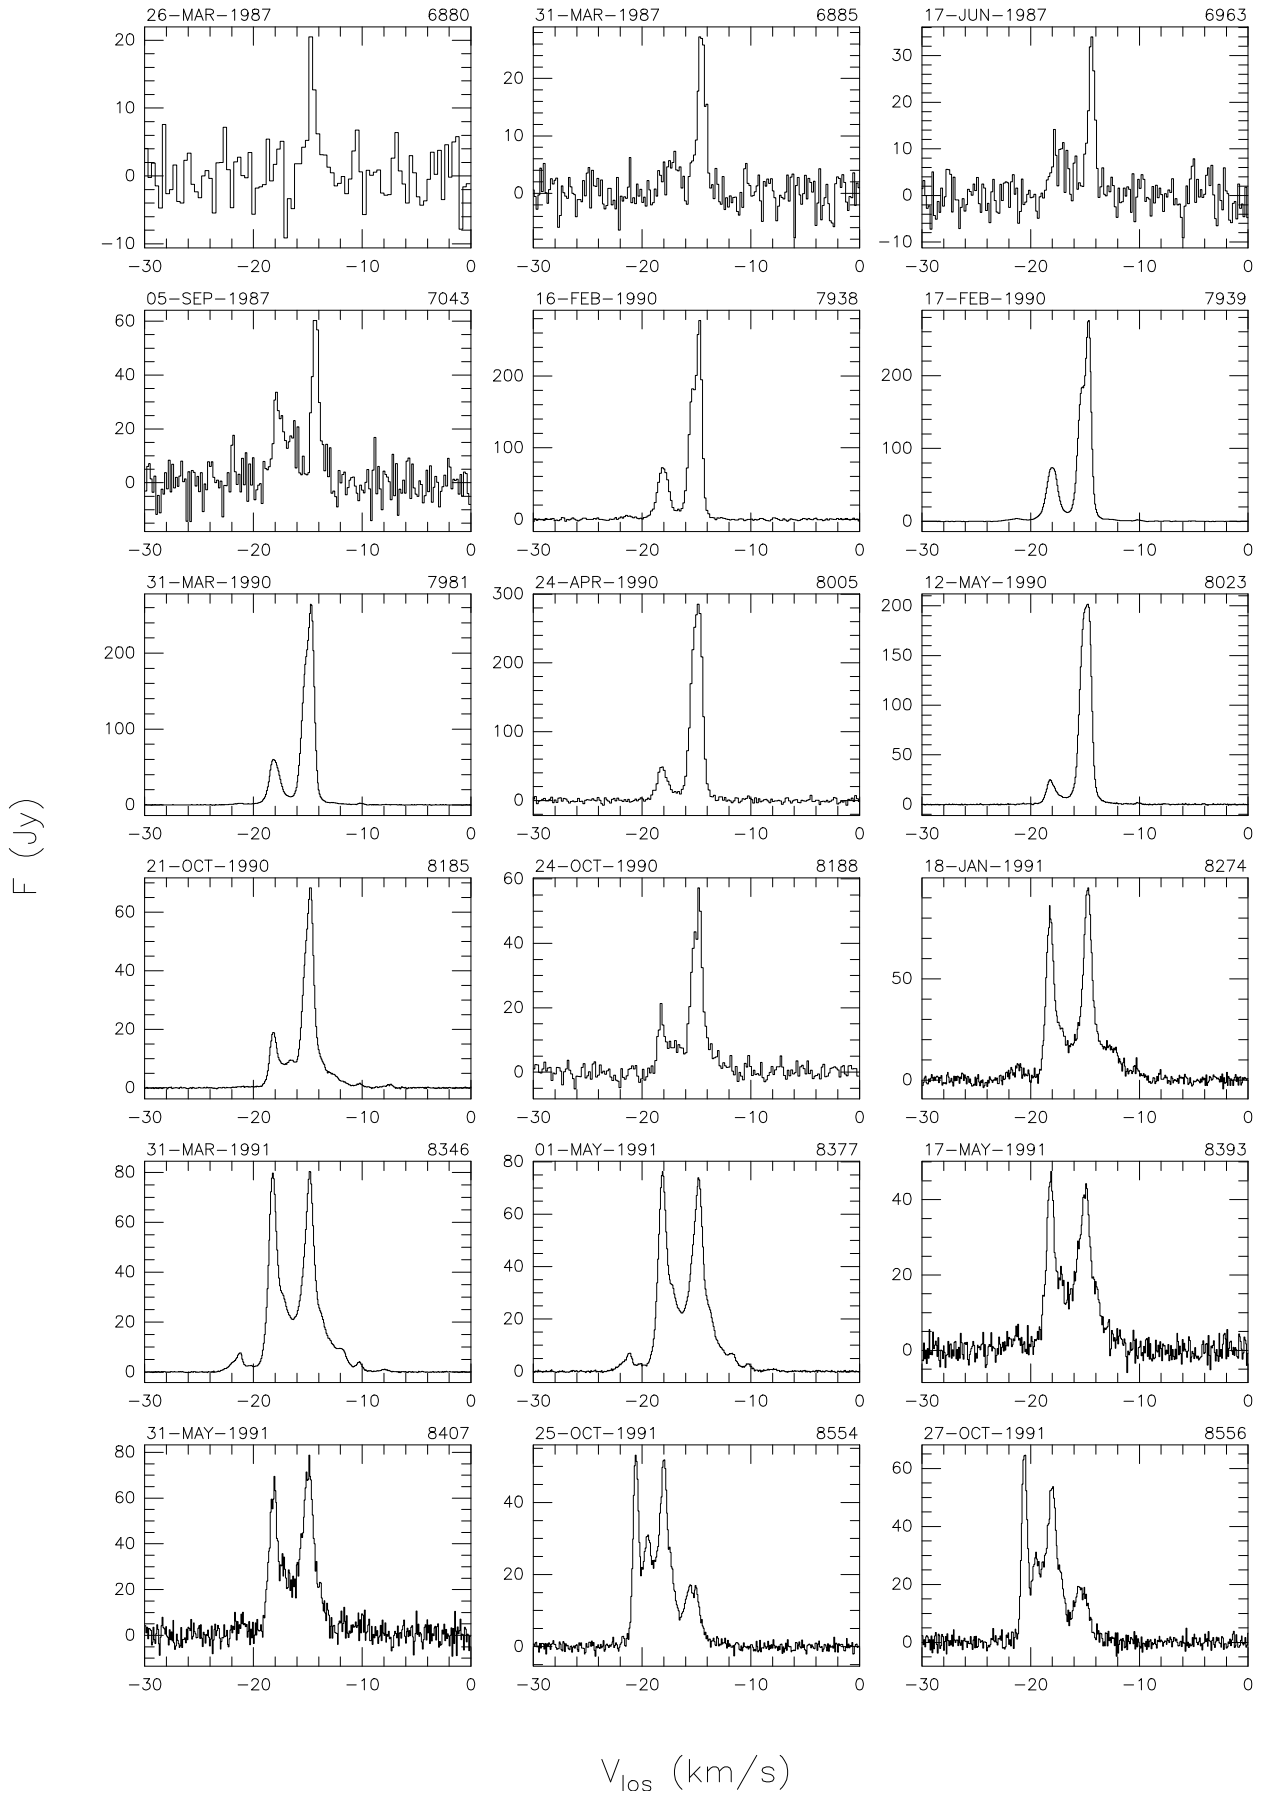 26-MAR-1987 6880 31-MAR-1987 6885 17-JUN-1987 6963
20 10 0 -10
20 10 0
30 20 10 0 -10
-30 -20 -10 0 -30 -20 -10 0 -30 -20 -10 0
05-SEP-1987 7043 16-FEB-1990 7938 17-FEB-1990 7939
60 40 20 0
200 100 0
200 100 0
-30 -20 -10 0 -30 -20 -10 0 -30 -20 -10 0
31-MAR-1990 7981 24-APR-1990 8005 12-MAY-1990 8023
200 100 0
300 200 100 0
200 150 100 50 0
-30 -20 -10 0 -30 -20 -10 0 -30 -20 -10 0
F (Jy)
21-OCT-1990 8185 24-OCT-1990 8188 18-JAN-1991 8274
60 40 20 0
60 40 20 0
50 0
-30 -20 -10 0 -30 -20 -10 0 -30 -20 -10 0
31-MAR-1991 8346 01-MAY-1991 8377 17-MAY-1991 8393
80 60 40 20 0
80 60 40 20 0
40 20 0
-30 -20 -10 0 -30 -20 -10 0 -30 -20 -10 0
31-MAY-1991 8407 25-OCT-1991 8554 27-OCT-1991 8556
80 60 40 20 0
40 20 0
60 40 20 0
-30 -20 -10 0 -30 -20 -10 0 -30 -20 -10 0
V_los (km/s)